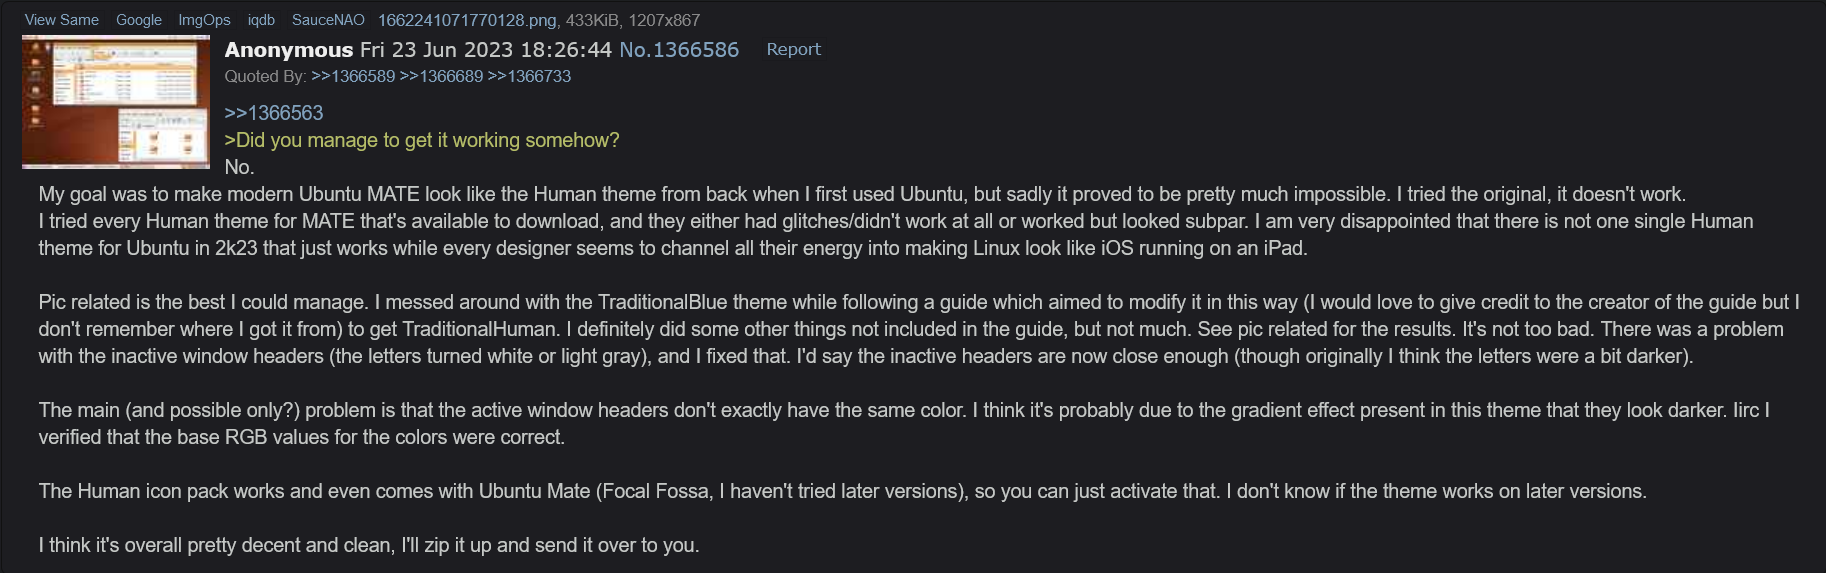 View Same Google ImgOps iqdb SauceNAO 1662241071770128.png, 433KiB, 1207x867
Anonymous Fri 23 Jun 2023 18:26:44 No.1366586 Report
Quoted By: >>1366589 >>1366689 >>1366733
>>1366563
>Did you manage to get it working somehow?
No.
My goal was to make modern Ubuntu MATE look like the Human theme from back when I first used Ubuntu, but sadly it proved to be pretty much impossible. I tried the original, it doesn't work.
I tried every Human theme for MATE that's available to download, and they either had glitches/didn't work at all or worked but looked subpar. I am very disappointed that there is not one single Human
theme for Ubuntu in 2k23 that just works while every designer seems to channel all their energy into making Linux look like iOS running on an iPad.
Pic related is the best I could manage. I messed around with the TraditionalBlue theme while following a guide which aimed to modify it in this way (I would love to give credit to the creator of the guide but I
don't remember where I got it from) to get TraditionalHuman. I definitely did some other things not included in the guide, but not much. See pic related for the results. It's not too bad. There was a problem
with the inactive window headers (the letters turned white or light gray), and I fixed that. I'd say the inactive headers are now close enough (though originally I think the letters were a bit darker).
The main (and possible only?) problem is that the active window headers don't exactly have the same color. I think it's probably due to the gradient effect present in this theme that they look darker. Iirc I
verified that the base RGB values for the colors were correct.
The Human icon pack works and even comes with Ubuntu Mate (Focal Fossa, I haven't tried later versions), so you can just activate that. I don't know if the theme works on later versions.
I think it's overall pretty decent and clean, I'll zip it up and send it over to you.